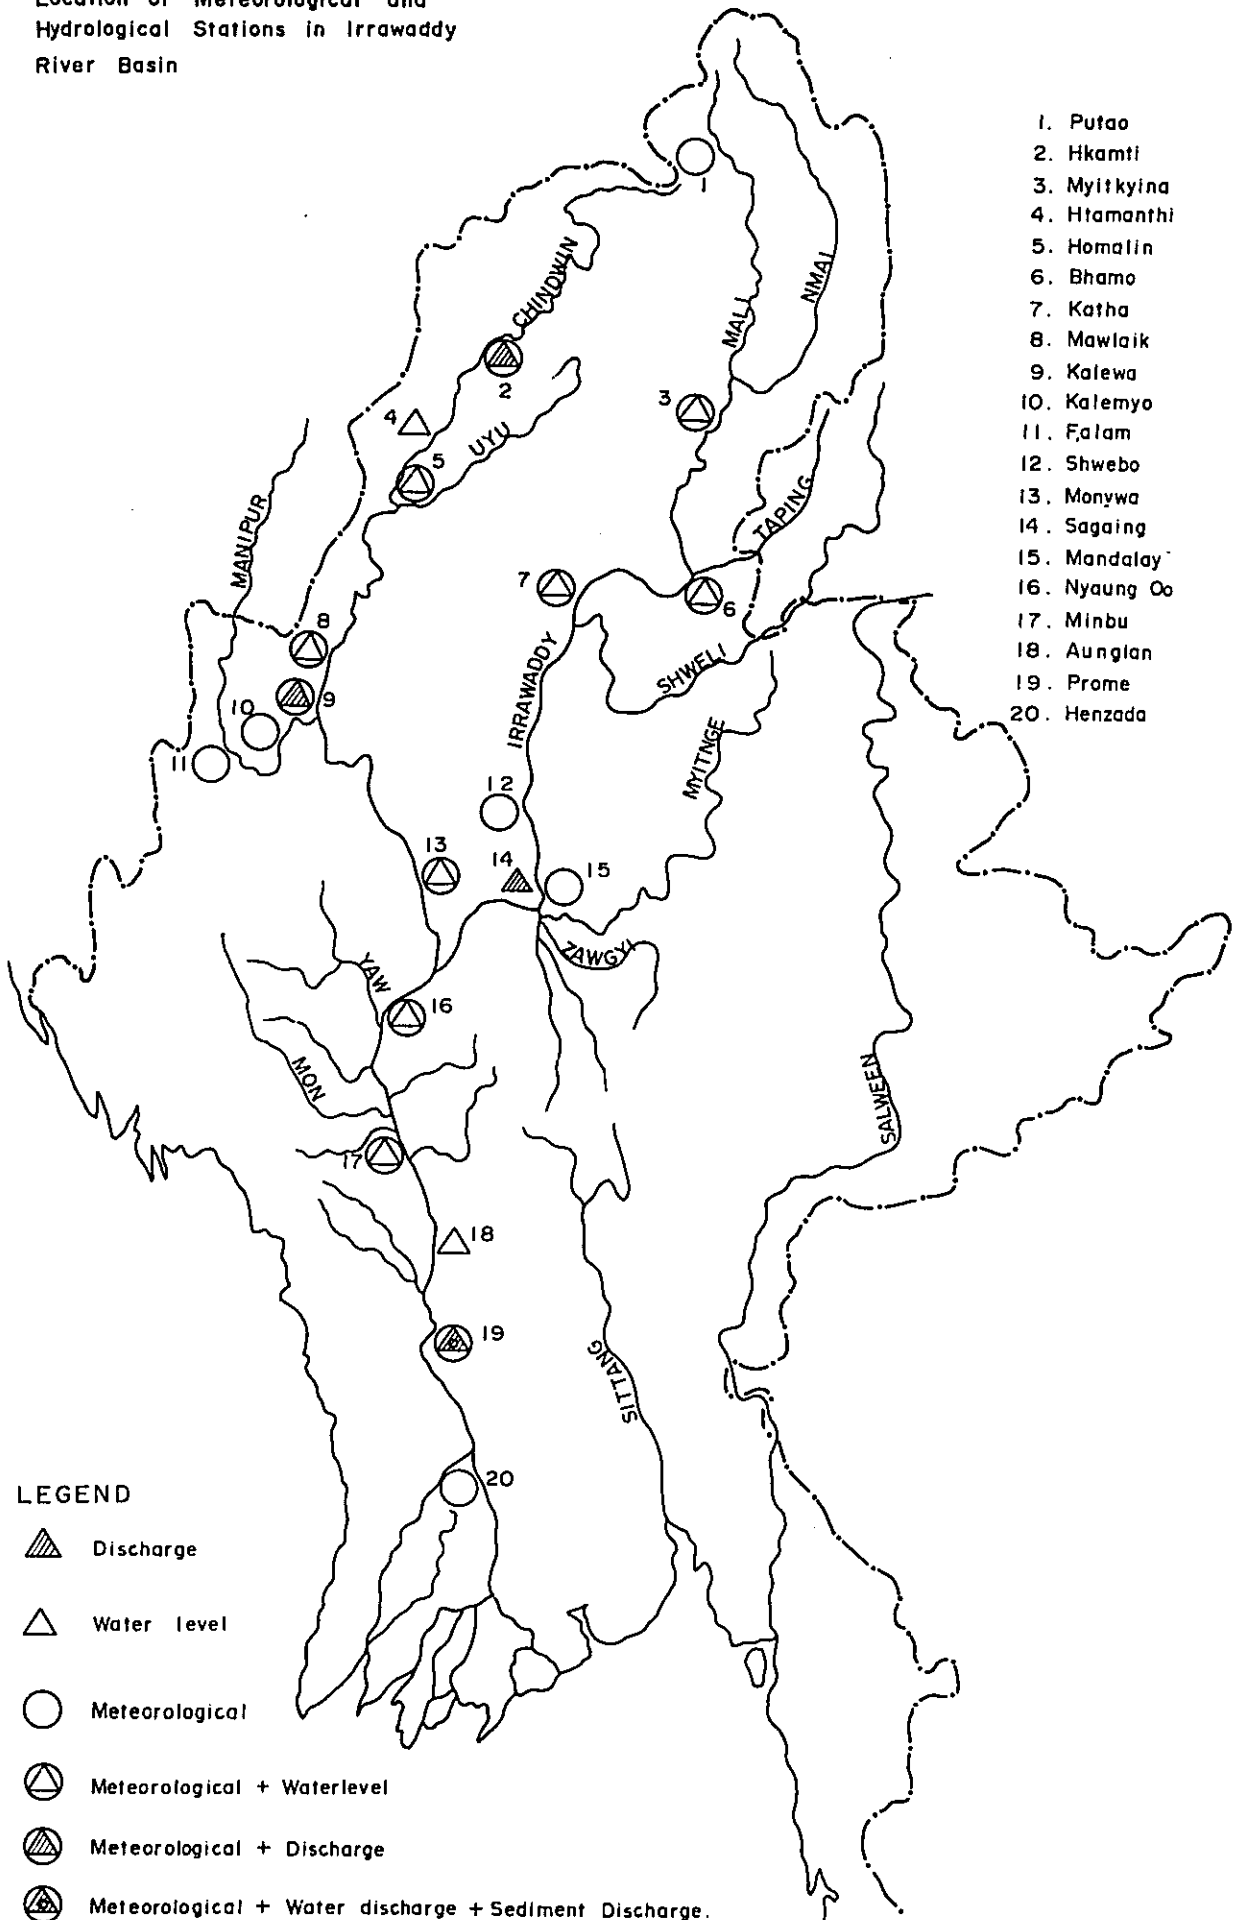 Location of Meteorological and
Hydrological Stations in Irrawaddy
River Basin
1. Putao
2. Hkamti
3. Myitkyina
4. Htamanthi
5. Homalin
6. Bhamo
7. Katha
8. Mawlaik
9. Kalewa
10. Kalemyo
11. Falam
12. Shwebo
13. Monywa
14. Sagaing
15. Mandalay
16. Nyaung Oo
17. Minbu
18. Aunglan
19. Prome
20. Henzada
1
CHINDWIN
MALI
NMAI
2
3
4
UYU
5
MANIPUR
TAPING
7
6
8
SHWELI
IRRAWADDY
9
10
MYITNGE
11
12
13
14
15
ZAWGYI
YAW
16
MON
SALWEEN
17
18
19
SITTANG
20
LEGEND
Discharge
Water level
Meteorological
Meteorological + Waterlevel
Meteorological + Discharge
Meteorological + Water discharge + Sediment Discharge.